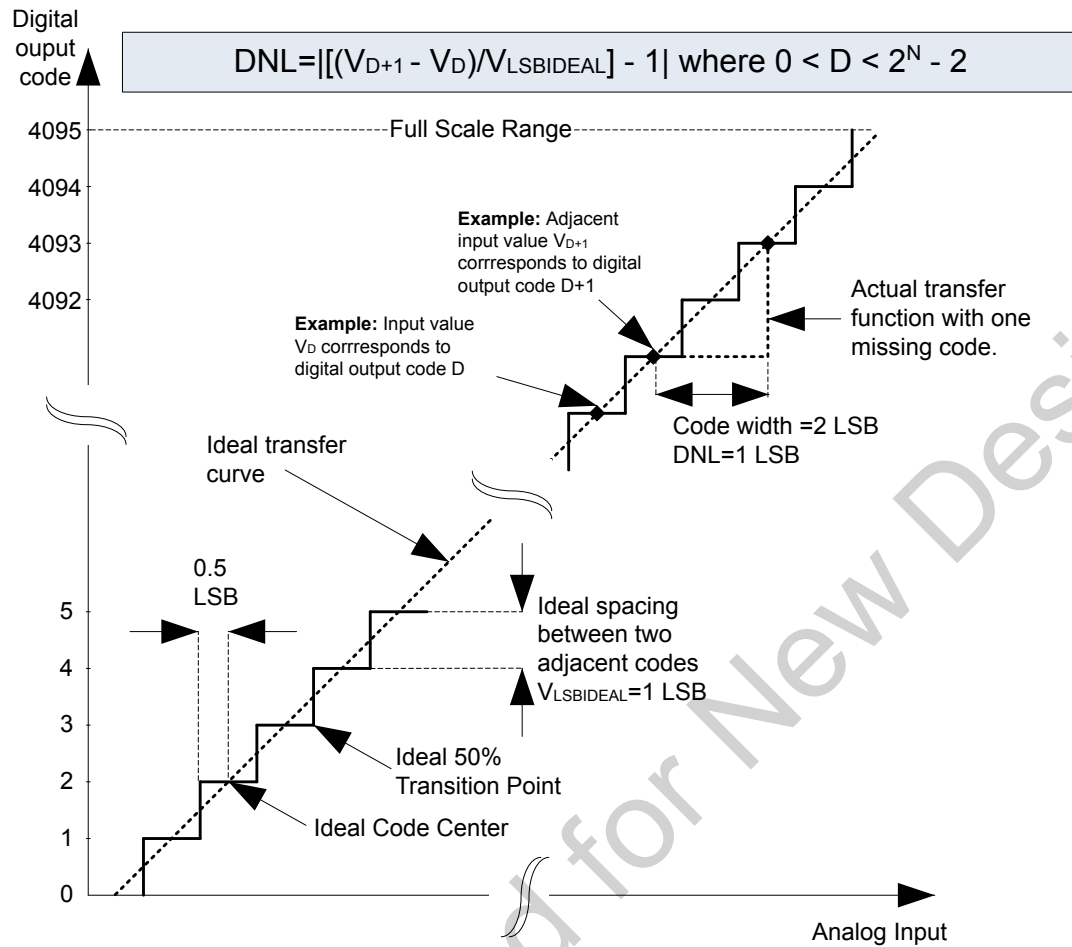 Digital
ouput
code
DNL=|[(VD+1 - VD)/VLSBIDEAL] - 1| where 0 < D < 2^N - 2
4095
Full Scale Range
4094
4093
4092
Example: Adjacent
input value VD+1
corrresponds to digital
output code D+1
Example: Input value
VD corrresponds to
digital output code D
Actual transfer
function with one
missing code.
Code width =2 LSB
DNL=1 LSB
Ideal transfer
curve
0.5
LSB
5
4
3
2
1
0
Ideal spacing
between two
adjacent codes
VLSBIDEAL=1 LSB
Ideal 50%
Transition Point
Ideal Code Center
Analog Input
d for New Desi